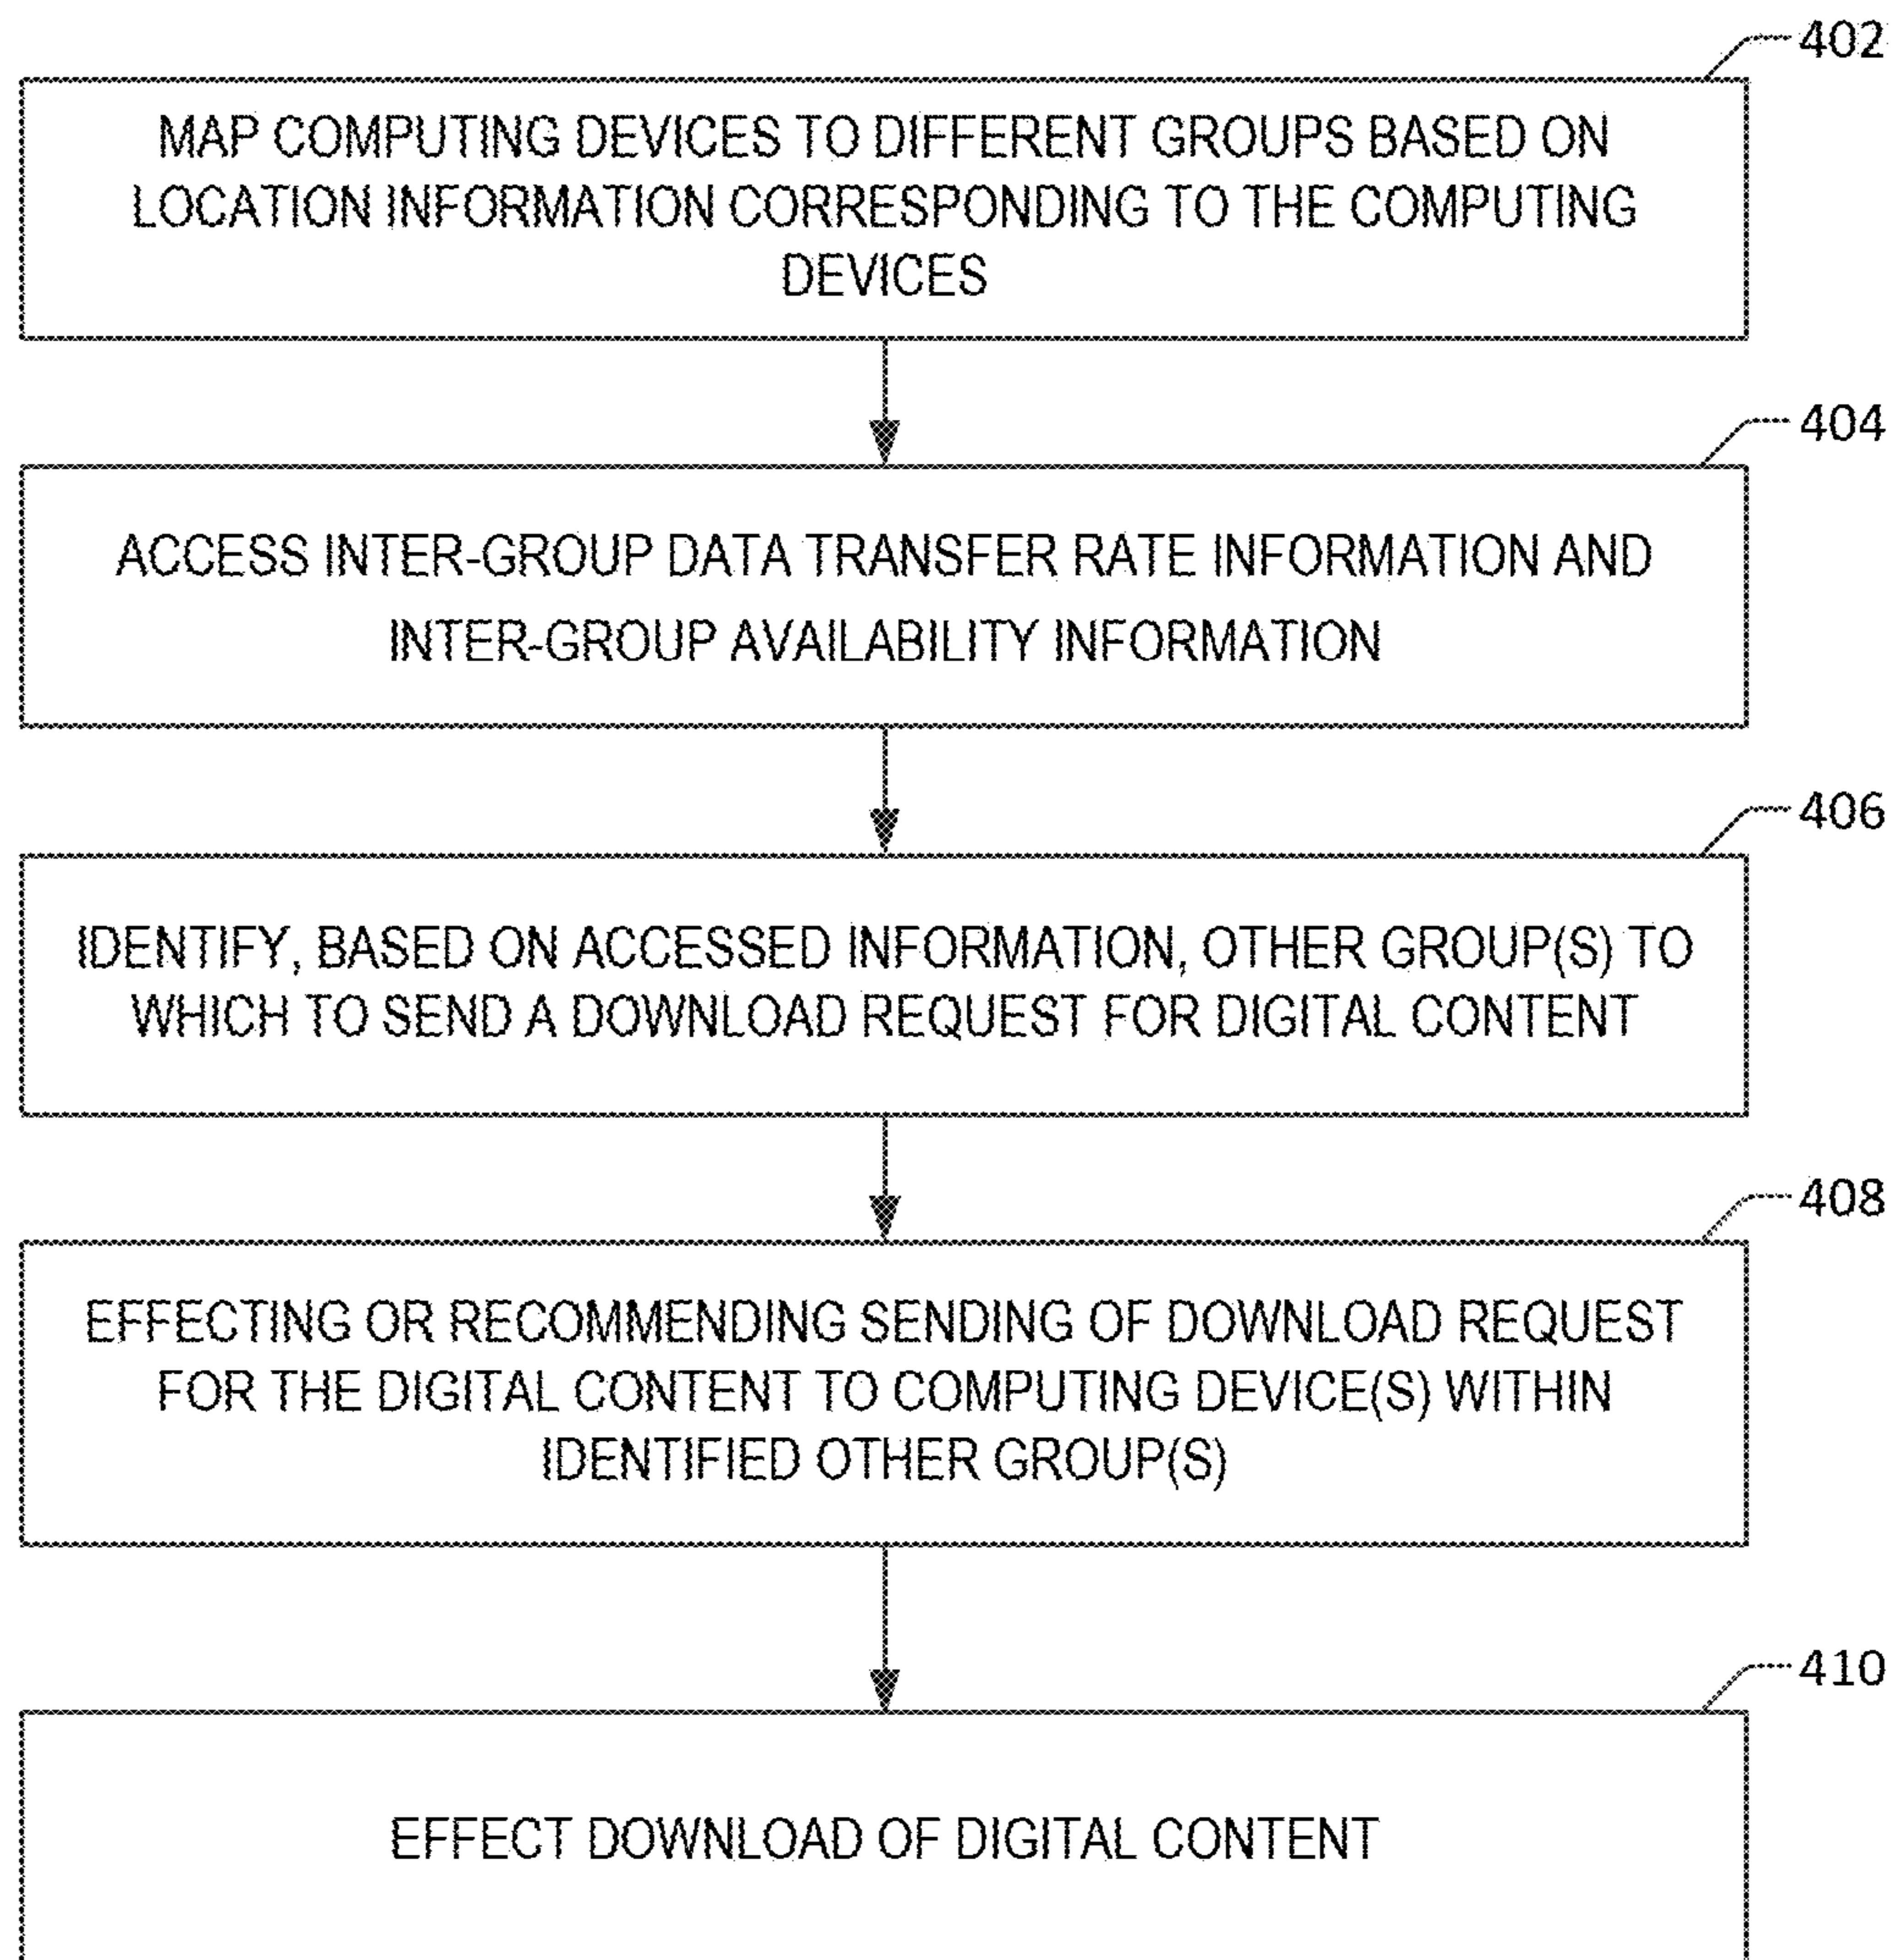 402
MAP COMPUTING DEVICES TO DIFFERENT GROUPS BASED ON
LOCATION INFORMATION CORRESPONDING TO THE COMPUTING
DEVICES
404
ACCESS INTER-GROUP DATA TRANSFER RATE INFORMATION AND
INTER-GROUP AVAILABILITY INFORMATION
406
IDENTIFY, BASED ON ACCESSED INFORMATION, OTHER GROUP(S) TO
WHICH TO SEND A DOWNLOAD REQUEST FOR DIGITAL CONTENT
408
EFFECTING OR RECOMMENDING SENDING OF DOWNLOAD REQUEST
FOR THE DIGITAL CONTENT TO COMPUTING DEVICE(S) WITHIN
IDENTIFIED OTHER GROUP(S)
410
EFFECT DOWNLOAD OF DIGITAL CONTENT